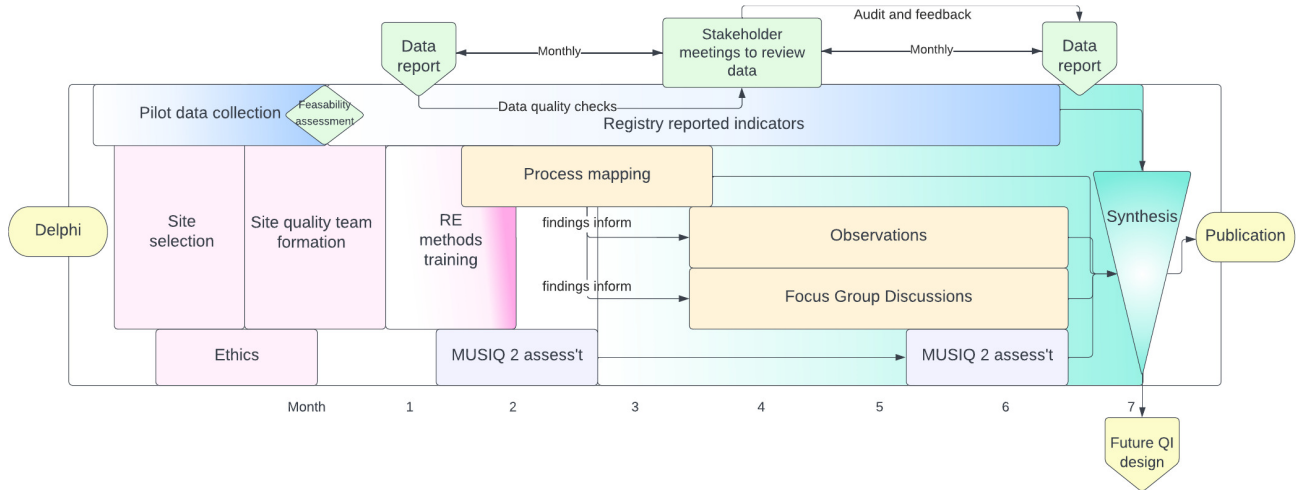 Audit and feedback
Data
report
Monthly
Stakeholder
meetings to review
data
Monthly
Data
report
Pilot data collection
Feasability
assessment
Data quality checks
Registry reported indicators
Process mapping
Delphi
Site
selection
Site quality team
formation
RE
methods
training
findings inform
Observations
Synthesis
Publication
findings inform
Focus Group Discussions
Ethics
MUSIQ 2 assess't
MUSIQ 2 assess't
Month
1
2
3
4
5
6
7
Future QI
design